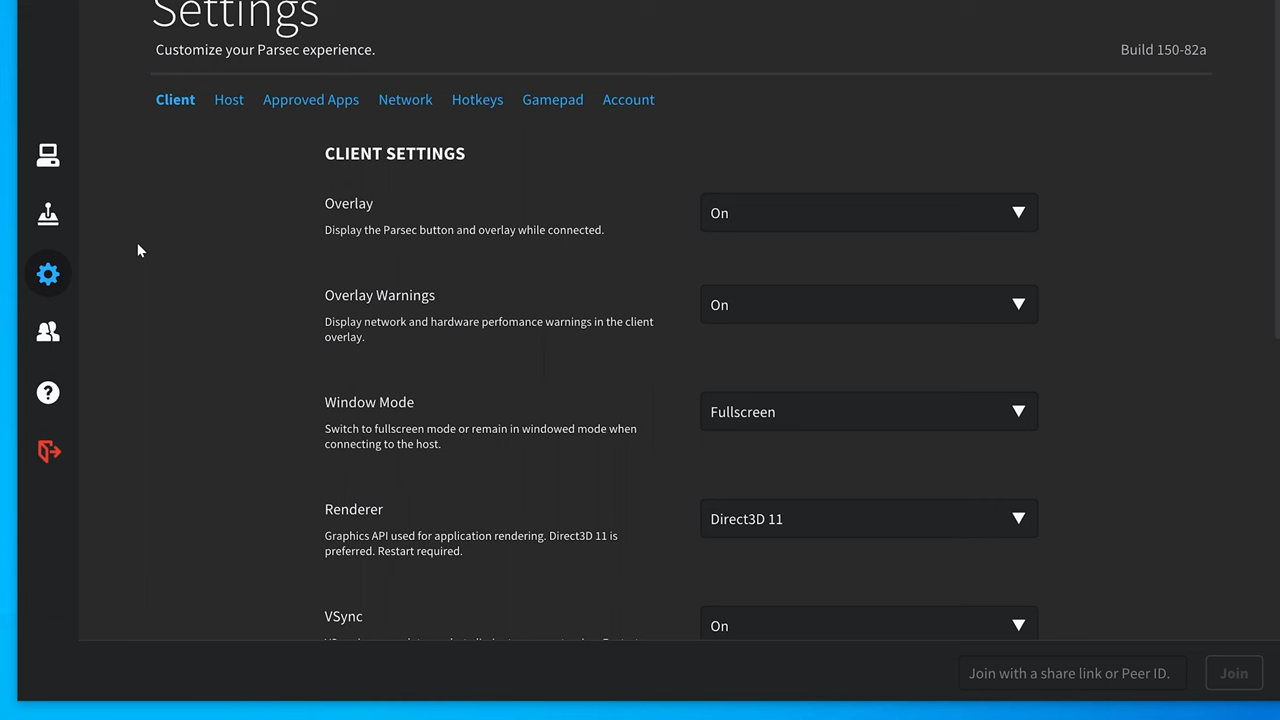 Settings
Customize your Parsec experience.
Build 150-82a
Client Host Approved Apps Network Hotkeys Gamepad Account
CLIENT SETTINGS
Overlay
On
Display the Parsec button and overlay while connected.
Overlay Warnings
On
Display network and hardware perfomance warnings in the client
overlay.
Window Mode
Fullscreen
Switch to fullscreen mode or remain in windowed mode when
connecting to the host.
Renderer
Direct3D 11
Graphics API used for application rendering. Direct3D 11 is
preferred. Restart required.
VSync
On
Join with a share link or Peer ID.
Join